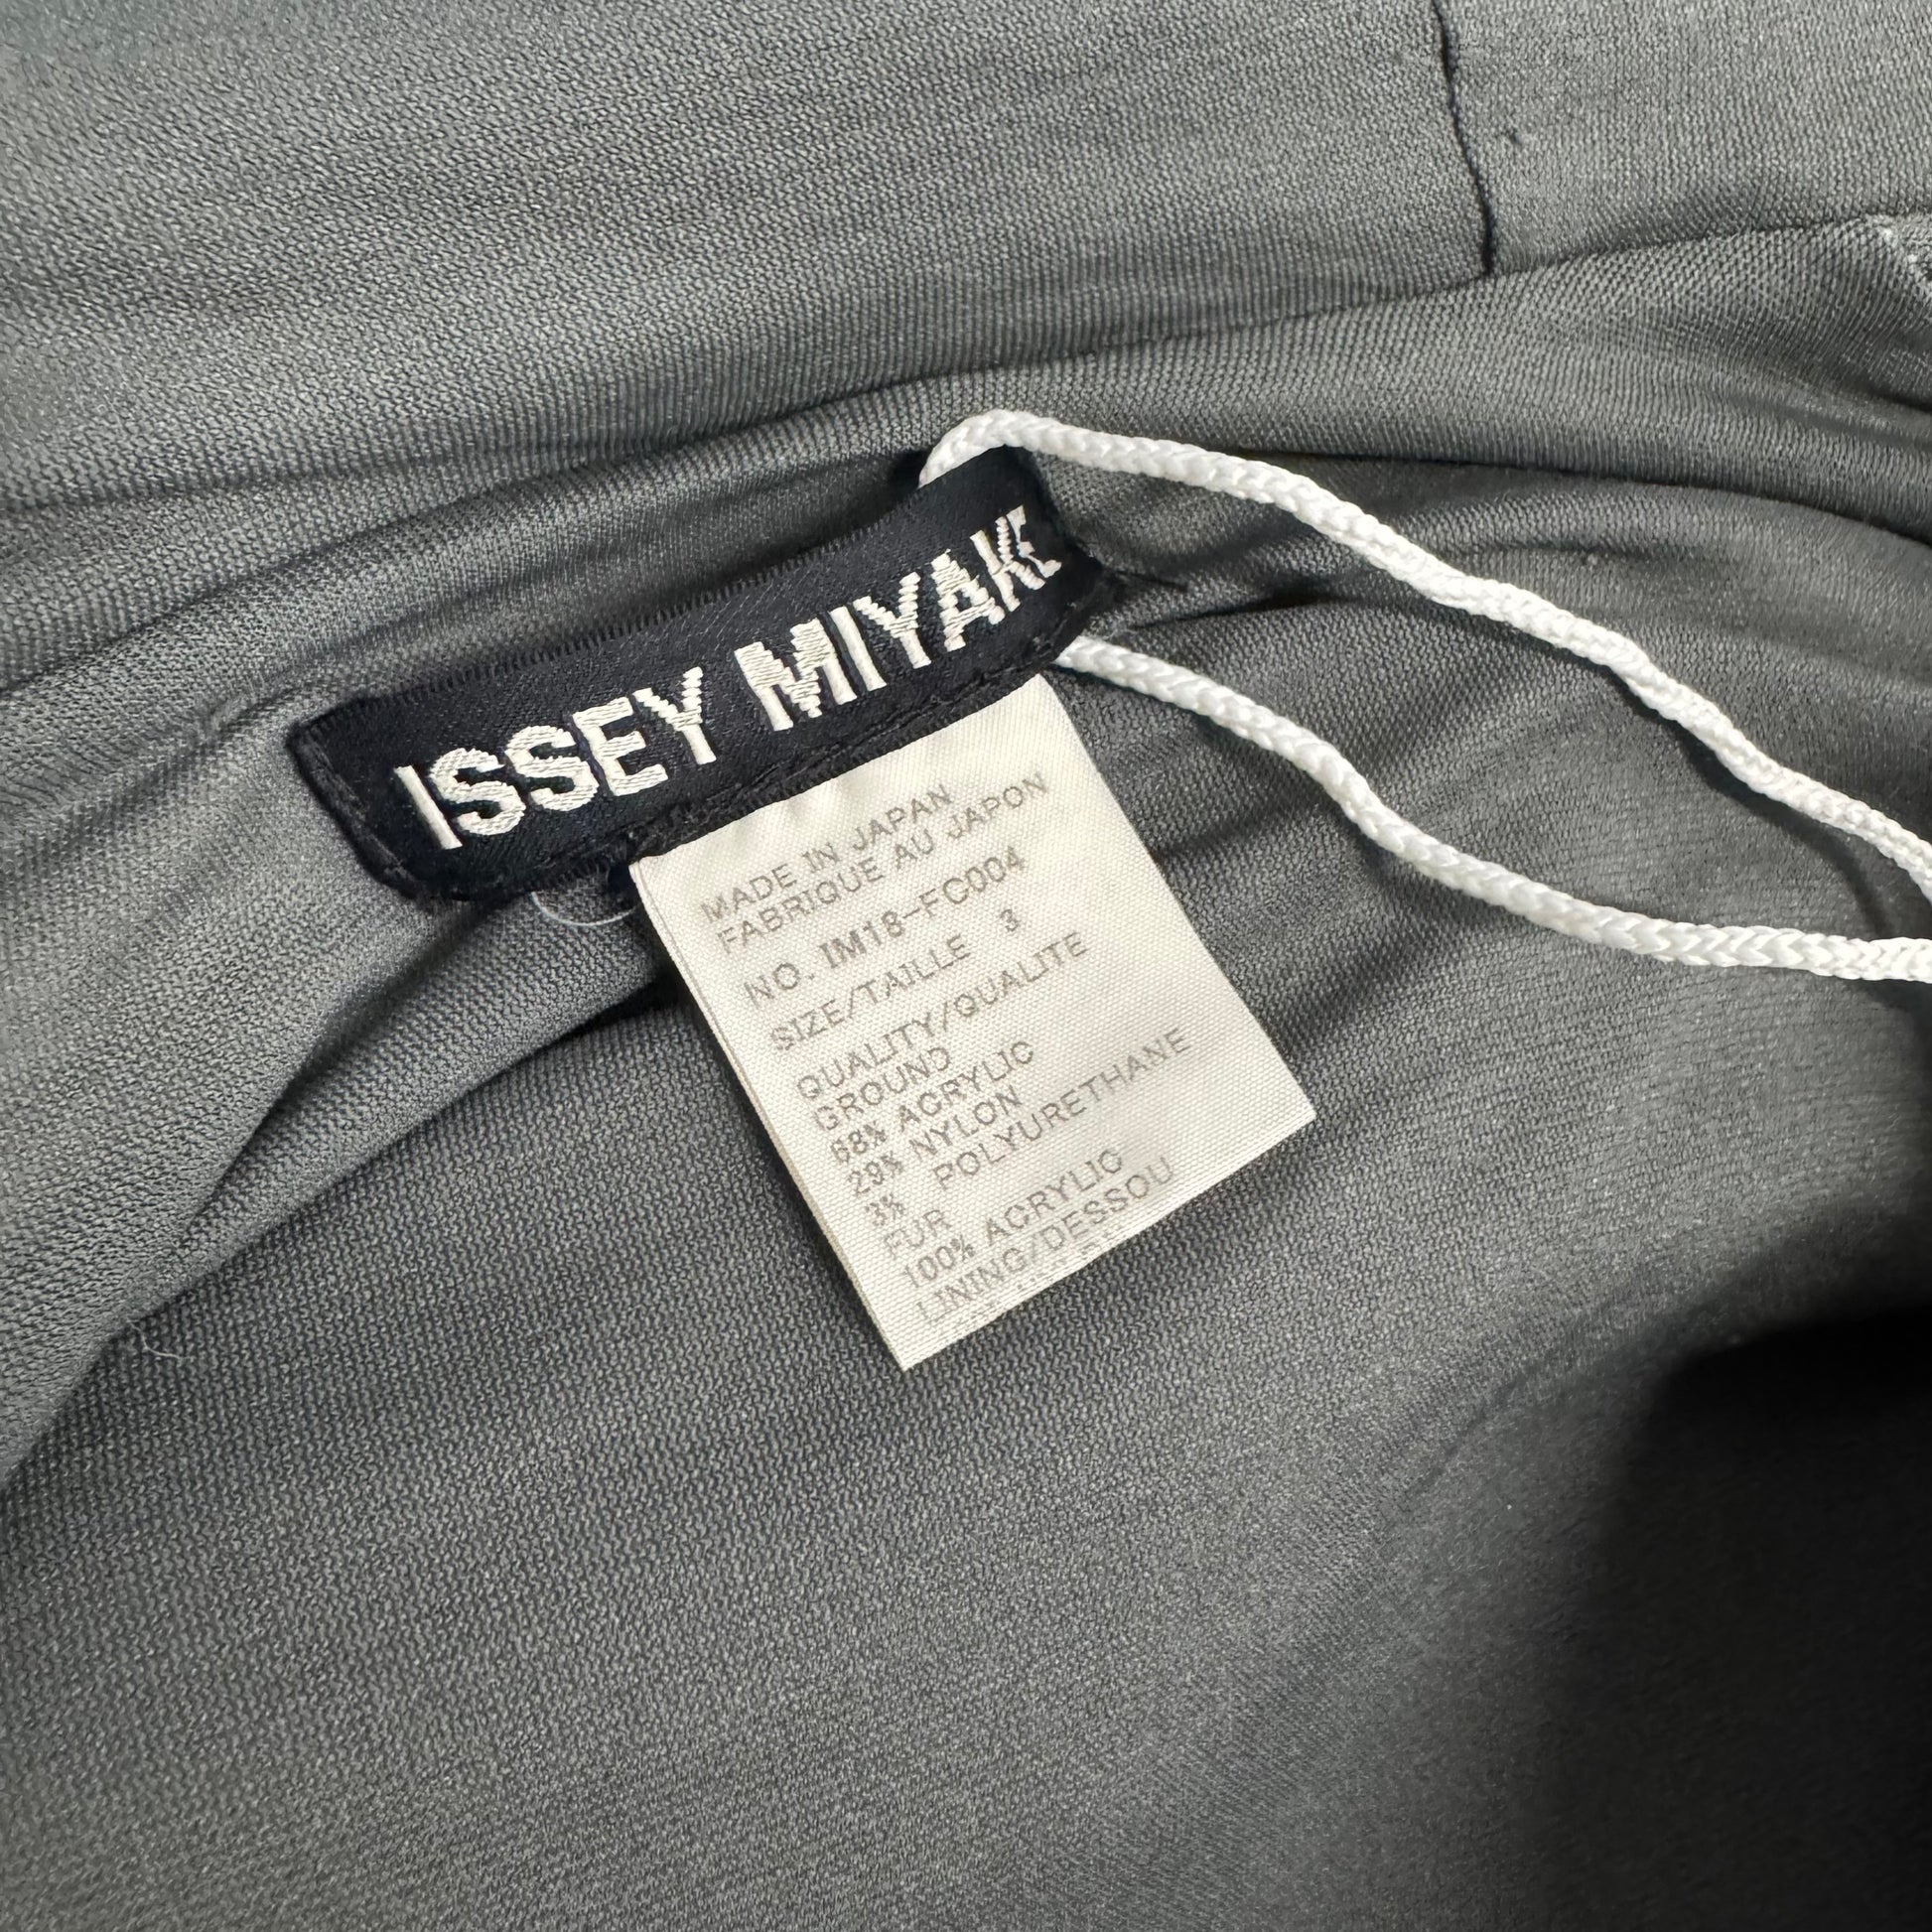 ISSEY MIYAKE
MADE IN JAPAN
FABRIQUE AU JAPON
NO. IM18-FC004
SIZE/TAILLE 3
QUALITY/QUALITE
GROUND
68% ACRYLIC
29% NYLON
3% POLYURETHANE
FUR
100% ACRYLIC
LINING/DESSOU